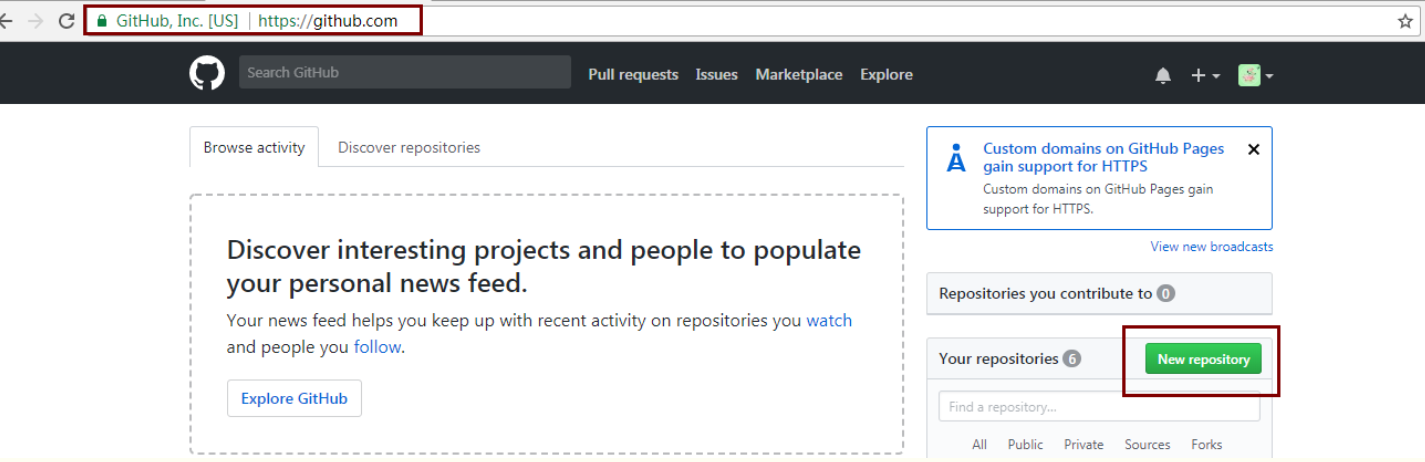 GitHub, Inc. [US] | https://github.com
Search GitHub
Pull requests Issues Marketplace Explore
Browse activity Discover repositories
Discover interesting projects and people to populate
your personal news feed.
Your news feed helps you keep up with recent activity on repositories you watch
and people you follow.
Explore GitHub
Custom domains on GitHub Pages
gain support for HTTPS
Custom domains on GitHub Pages gain
support for HTTPS.
View new broadcasts
Repositories you contribute to 0
Your repositories 6 New repository
Find a repository...
All Public Private Sources Forks